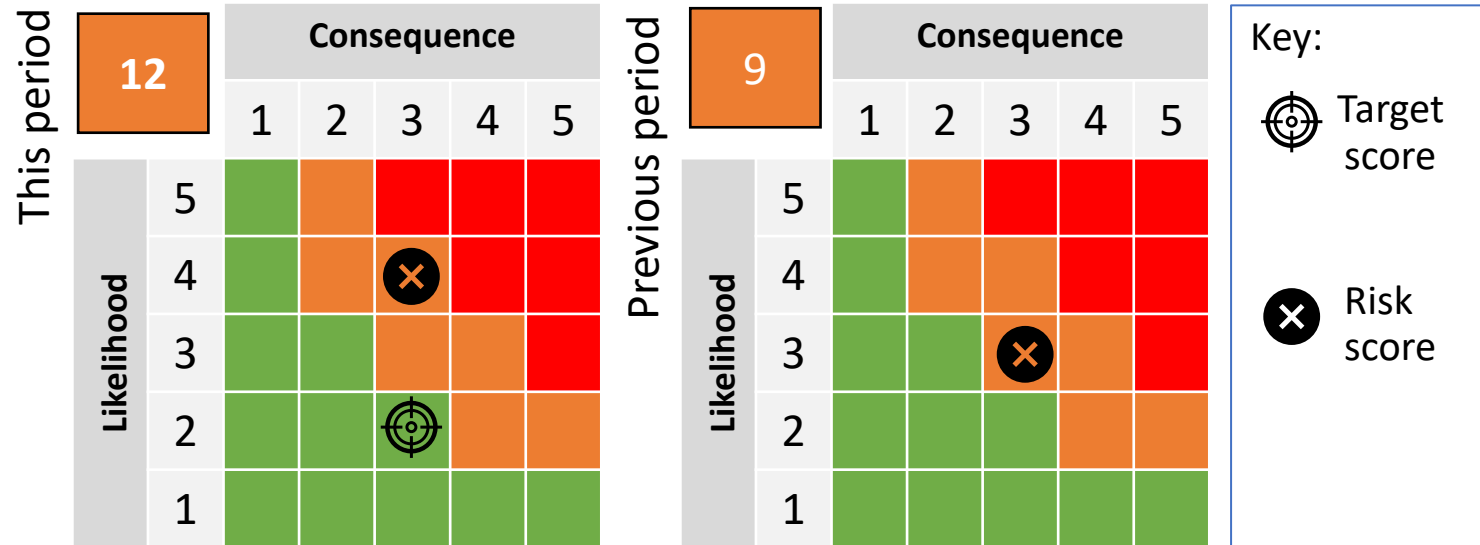 This period
12
Consequence
1 2 3 4 5
Likelihood
5
4
3
2
1
Previous period
9
Consequence
1 2 3 4 5
Likelihood
5
4
3
2
1
Key:
Target
score
Risk
score